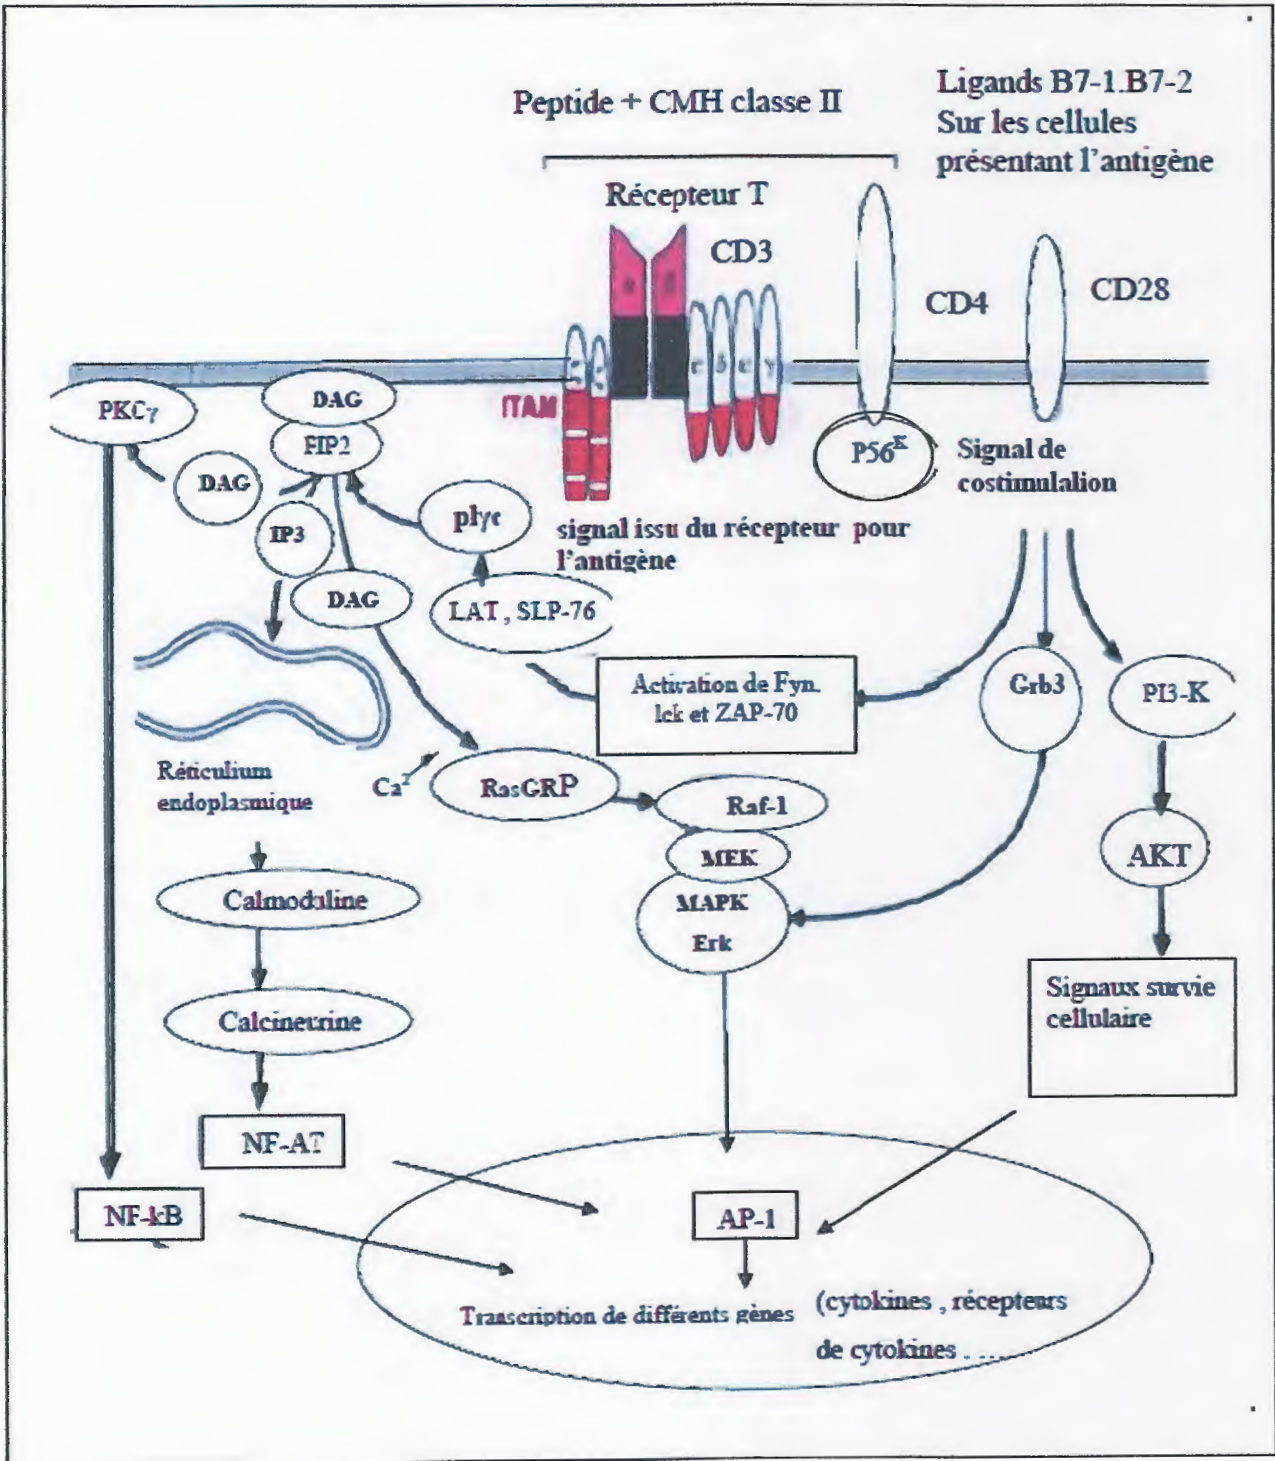 Peptide + CMH classe II
Ligands B7-1.B7-2
Sur les cellules
présentant l'antigène
Récepteur T
CD3
CD4
CD28
ITAM
PKCγ
DAG
PIP2
DAG
IP3
DAG
plγc
LAT, SLP-76
ε
δ
ε
γ
P56
Signal de
costimulalion
signal issu du récepteur pour
l'antigène
Activation de Fyn.
lck et ZAP-70
Grb3
PI3-K
Réticulium
endoplasmique
Ca
RasGRP
Raf-1
MEK
MAPK
Erk
AKT
Calmoduline
Calcineurine
Signaux survie
cellulaire
NF-AT
NF-kB
AP-1
Transcription de différents gènes
(cytokines , récepteurs
de cytokines . ....